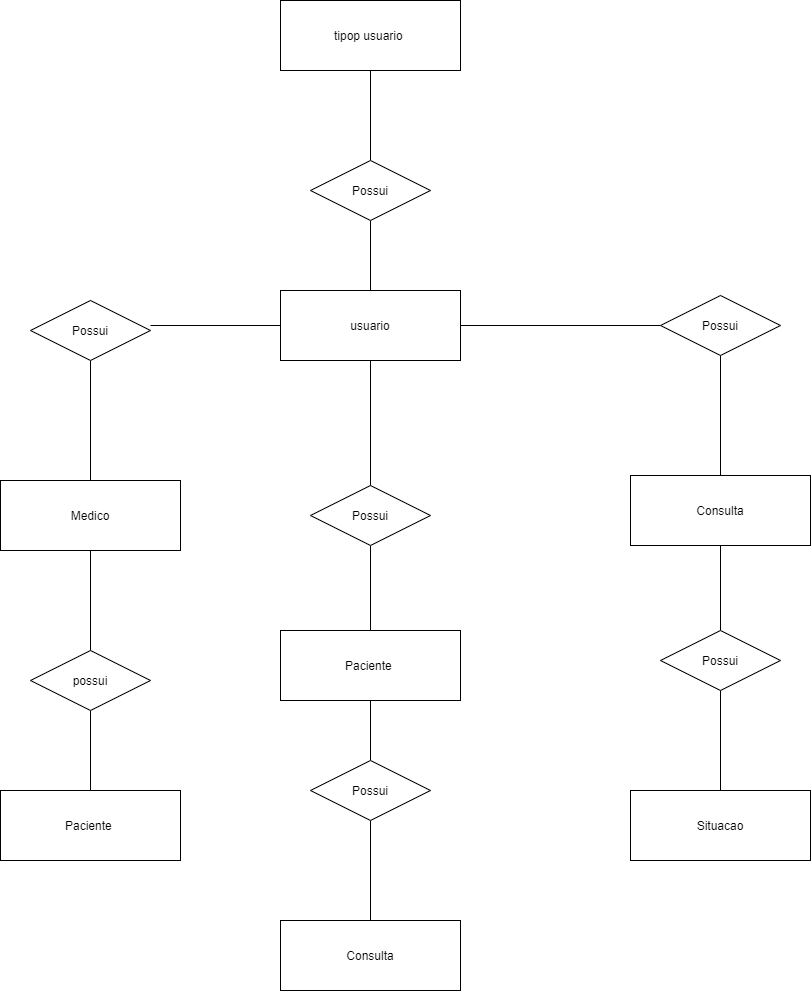 tipop usuario
Possui
Possui
usuario
Possui
Medico
Possui
Consulta
possui
Paciente
Possui
Paciente
Possui
Situacao
Consulta